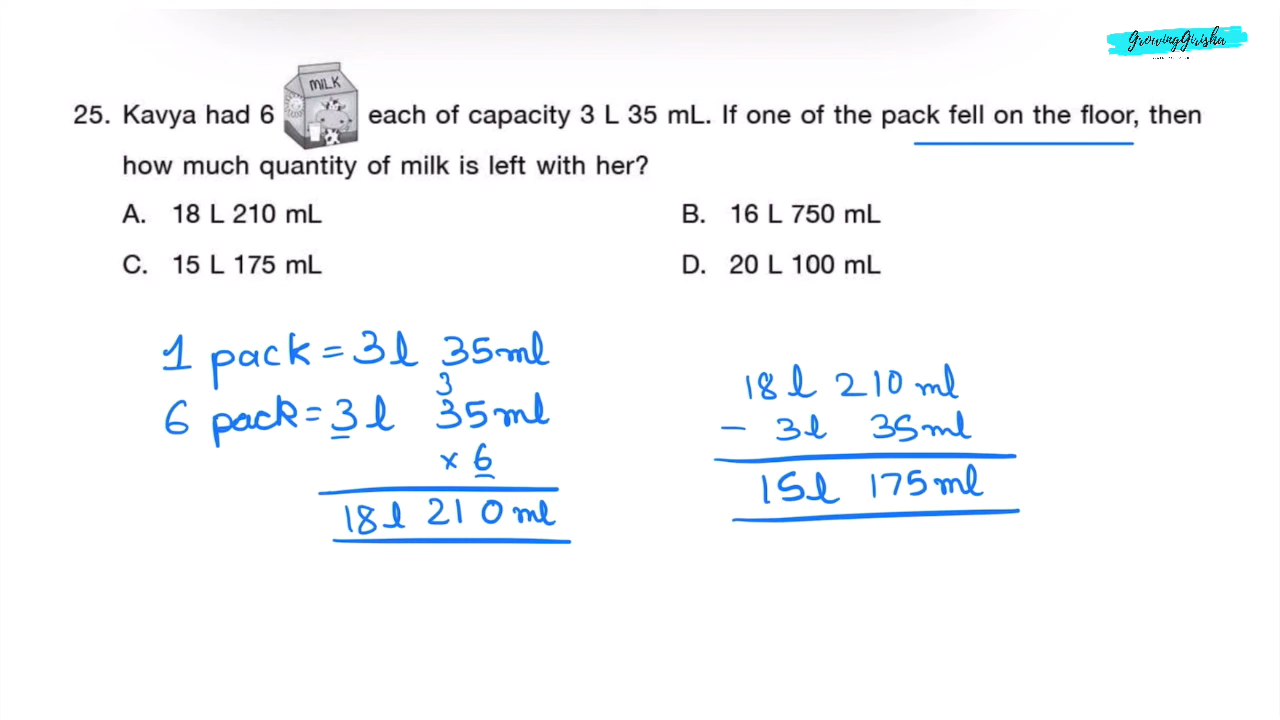 GrowingGirisha
MILK
25. Kavya had 6 each of capacity 3 L 35 mL. If one of the pack fell on the floor, then
how much quantity of milk is left with her?
A. 18 L 210 mL
B. 16 L 750 mL
C. 15 L 175 mL
D. 20 L 100 mL
1 pack = 3l 35ml
3
6 pack = 3l 35ml
x 6
18l 210 ml
18l 210 ml
- 3l 35ml
15l 175ml